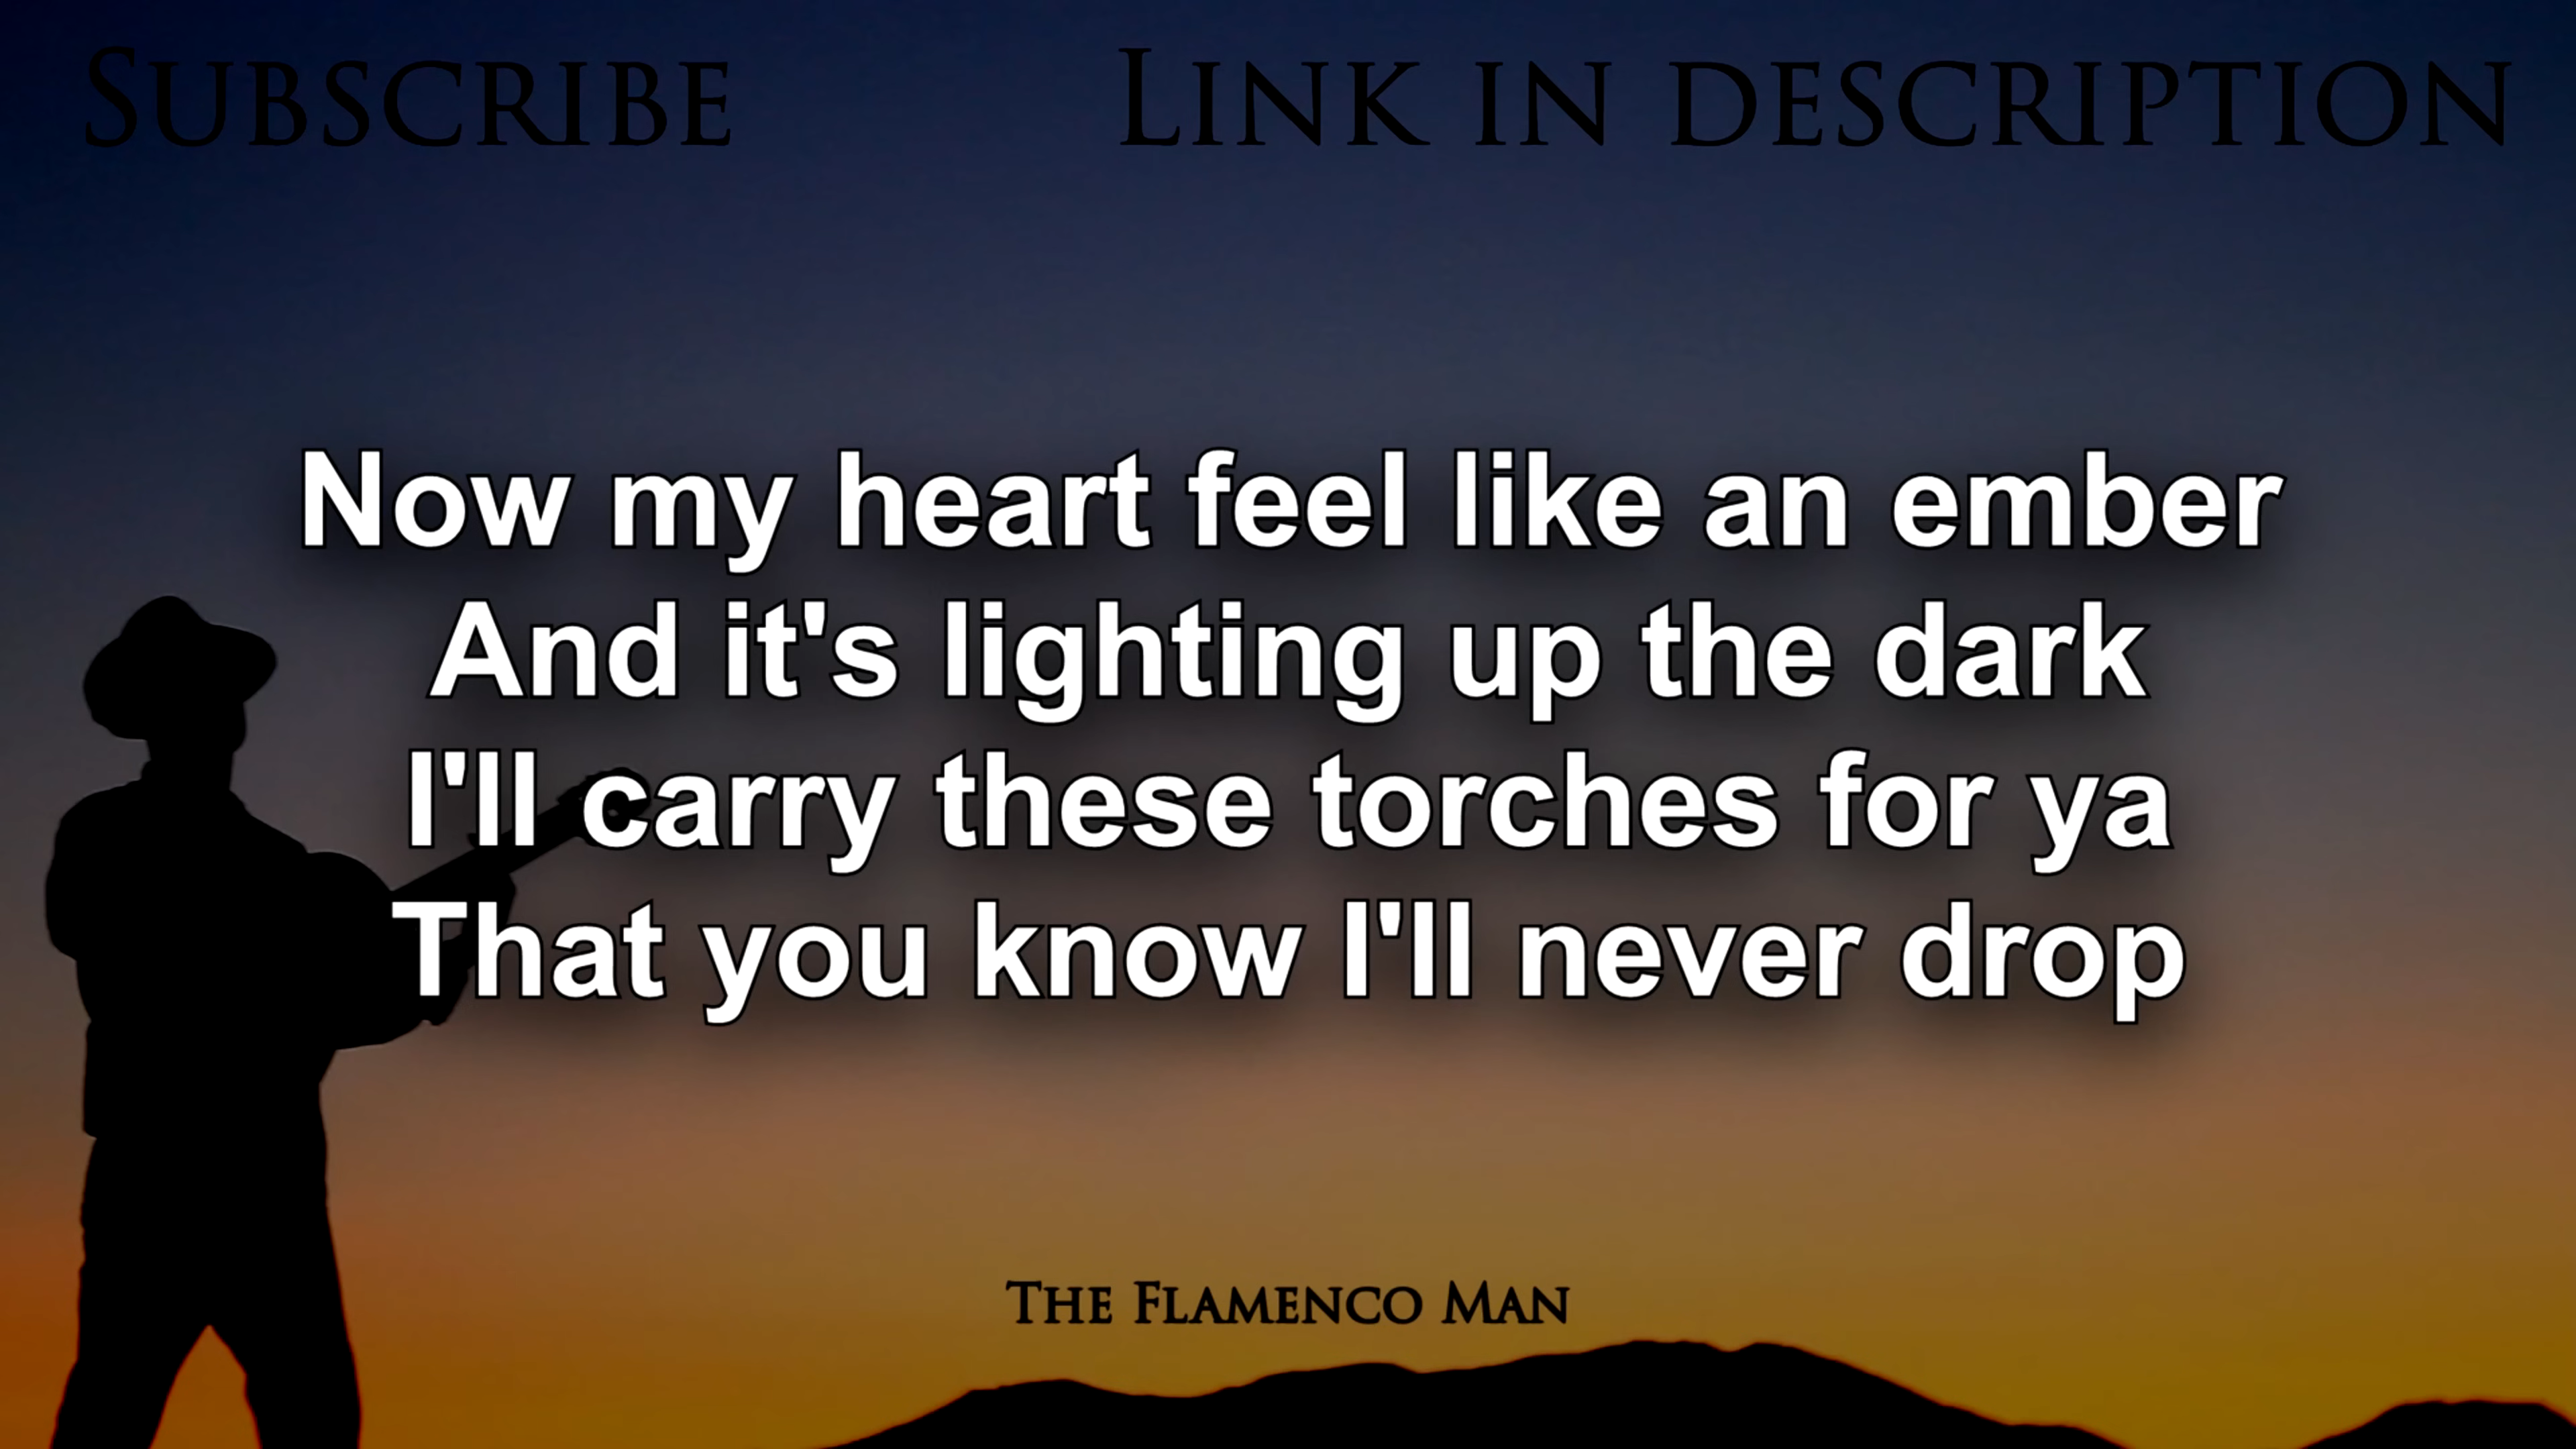 Subscribe
Link in description
Now my heart feel like an ember
And it's lighting up the dark
I'll carry these torches for ya
That you know I'll never drop
The Flamenco Man